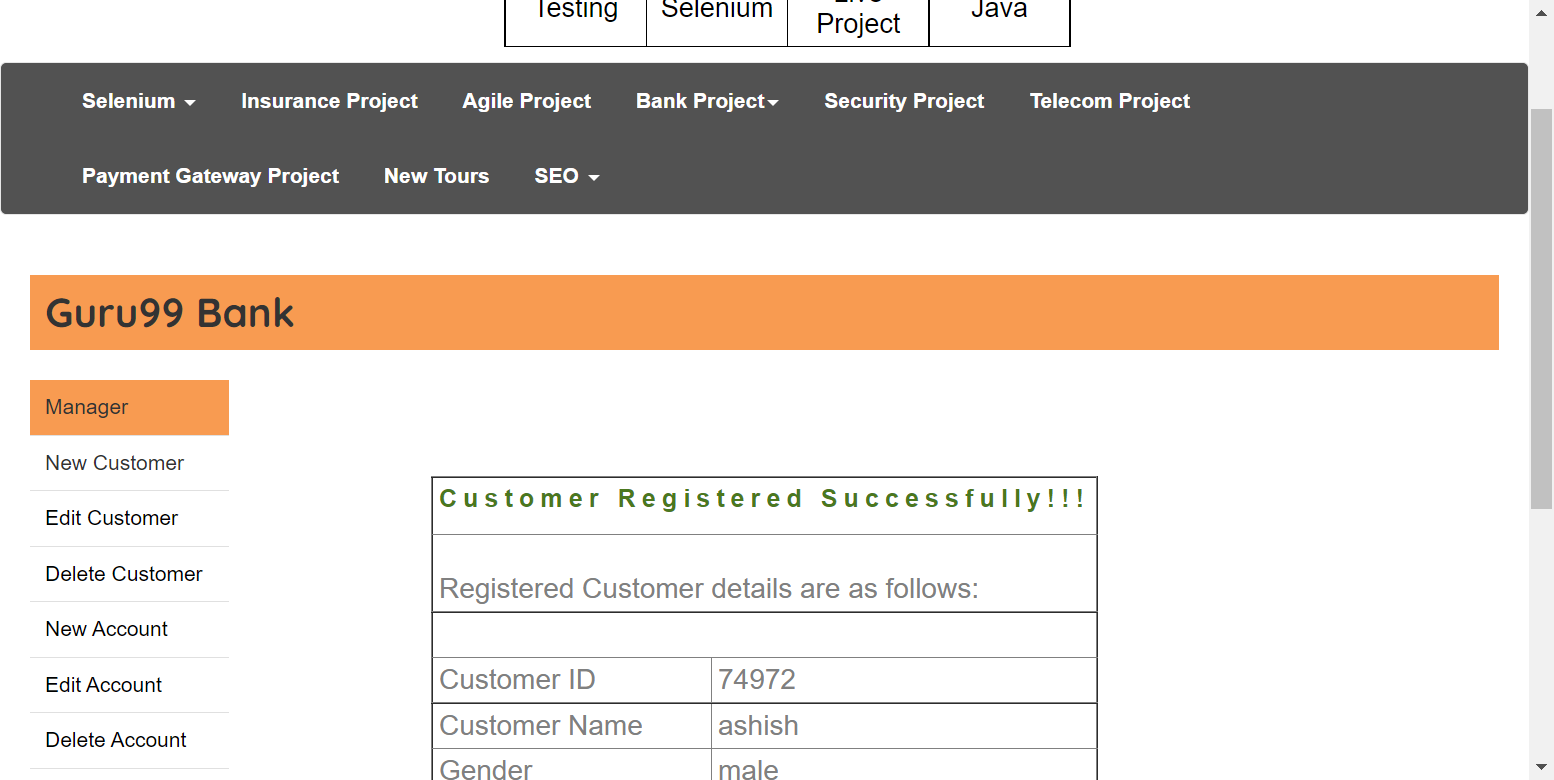 Testing Selenium Live Java
Project
Selenium Insurance Project Agile Project Bank Project Security Project Telecom Project
Payment Gateway Project New Tours SEO
Guru99 Bank
Manager
New Customer
Edit Customer
Delete Customer
New Account
Edit Account
Delete Account
Customer Registered Successfully!!!
Registered Customer details are as follows:
Customer ID 74972
Customer Name ashish
Gender male